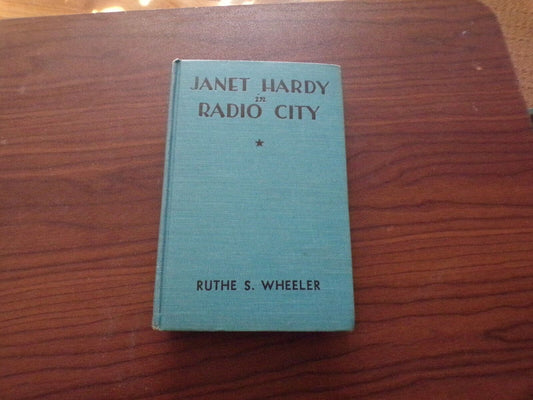 JANET HARDY
in
RADIO CITY
RUTHE S. WHEELER